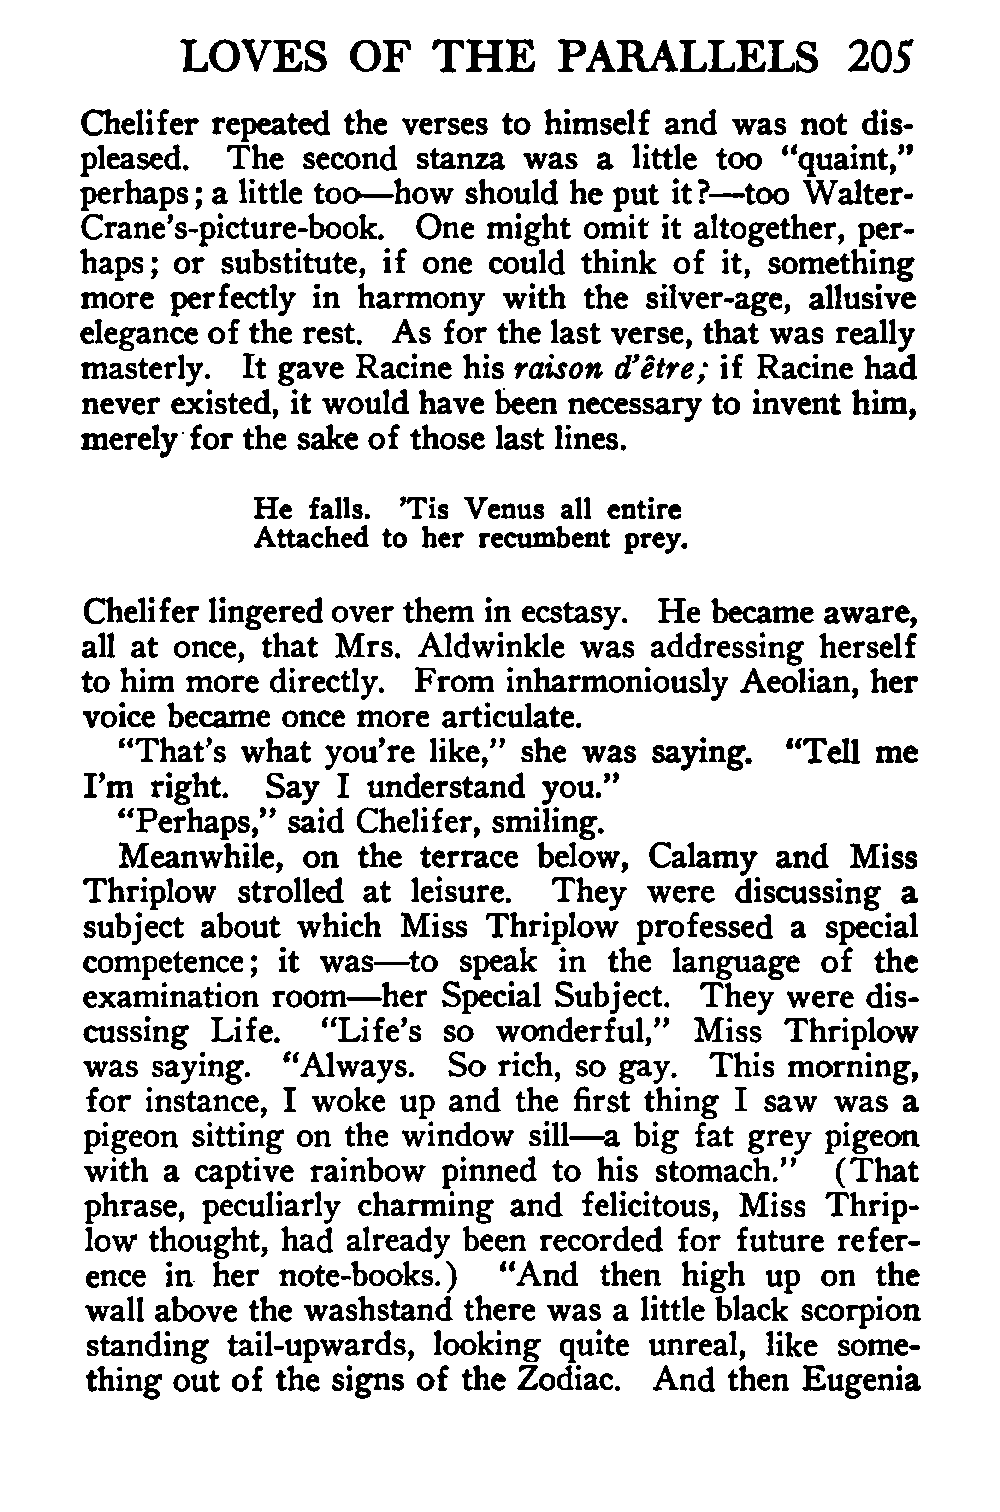 LOVES OF THE PARALLELS 205
Chelifer repeated the verses to himself and was not dis-
pleased. The second stanza was a little too “quaint,”
perhaps; a little too—how should he put it?—too Walter-
Crane’s-picture-book. One might omit it altogether, per-
haps; or substitute, if one could think of it, something
more perfectly in harmony with the silver-age, allusive
elegance of the rest. As for the last verse, that was really
masterly. It gave Racine his raison d’être; if Racine had
never existed, it would have been necessary to invent him,
merely for the sake of those last lines.
He falls. ’Tis Venus all entire
Attached to her recumbent prey.
Chelifer lingered over them in ecstasy. He became aware,
all at once, that Mrs. Aldwinkle was addressing herself
to him more directly. From inharmoniously Aeolian, her
voice became once more articulate.
“That’s what you’re like,” she was saying. “Tell me
I’m right. Say I understand you.”
“Perhaps,” said Chelifer, smiling.
Meanwhile, on the terrace below, Calamy and Miss
Thriplow strolled at leisure. They were discussing a
subject about which Miss Thriplow professed a special
competence; it was—to speak in the language of the
examination room—her Special Subject. They were dis-
cussing Life. “Life’s so wonderful,” Miss Thriplow
was saying. “Always. So rich, so gay. This morning,
for instance, I woke up and the first thing I saw was a
pigeon sitting on the window sill—a big fat grey pigeon
with a captive rainbow pinned to his stomach.” (That
phrase, peculiarly charming and felicitous, Miss Thrip-
low thought, had already been recorded for future refer-
ence in her note-books.) “And then high up on the
wall above the washstand there was a little black scorpion
standing tail-upwards, looking quite unreal, like some-
thing out of the signs of the Zodiac. And then Eugenia